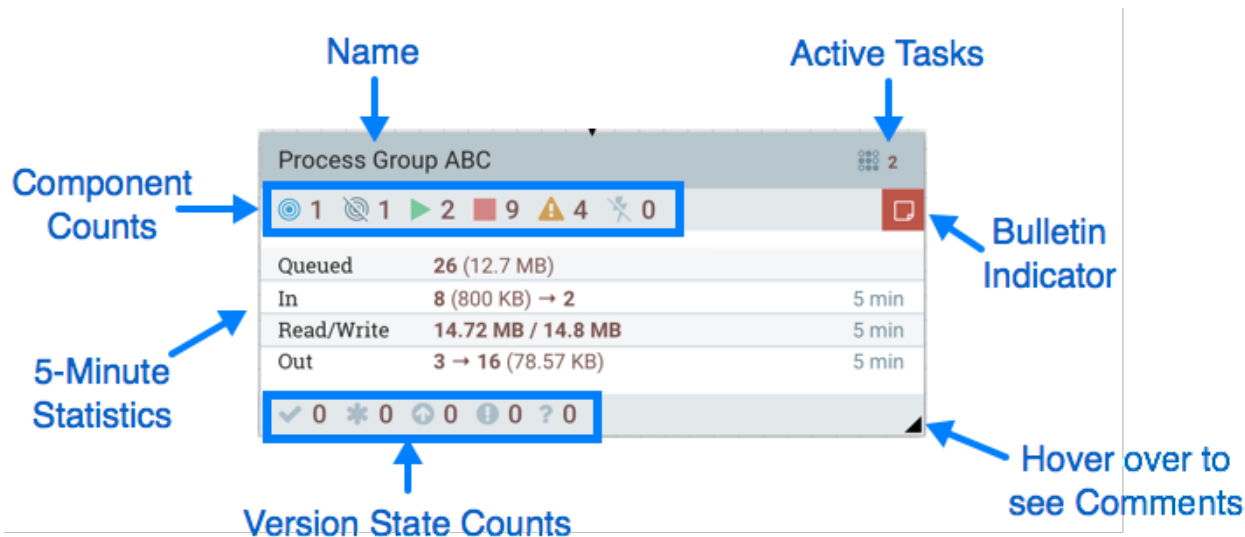 Name
Active Tasks
Process Group ABC
2
Component
Counts
1 1 2 9 4 0
Bulletin
Indicator
Queued 26 (12.7 MB)
In 8 (800 KB) → 2 5 min
Read/Write 14.72 MB / 14.8 MB 5 min
Out 3 → 16 (78.57 KB) 5 min
5-Minute
Statistics
0 0 0 0 ? 0
Hover over to
see Comments
Version State Counts